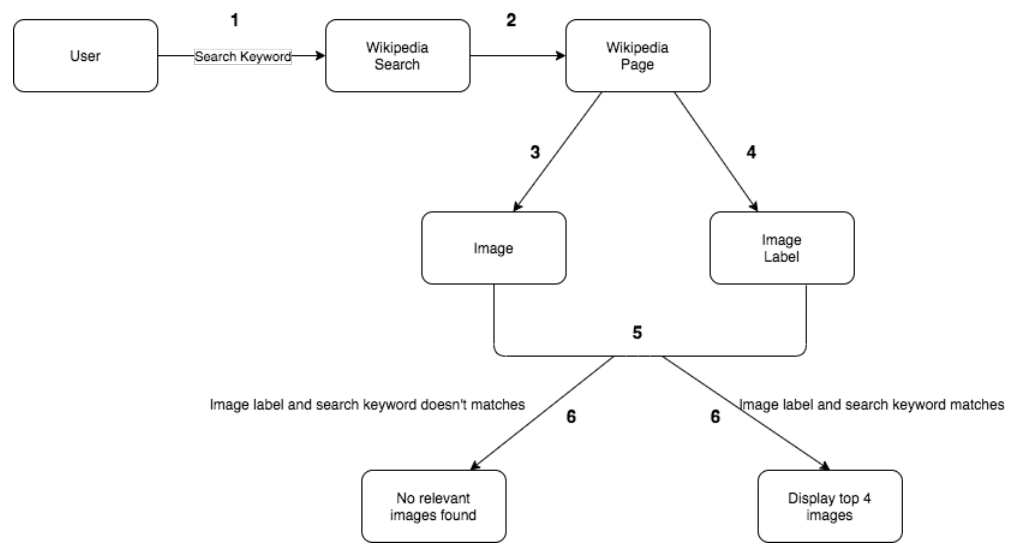 1
2
User
Search Keyword
Wikipedia
Search
Wikipedia
Page
3
4
Image
Image
Label
5
Image label and search keyword doesn't matches
6
6
Image label and search keyword matches
No relevant
images found
Display top 4
images